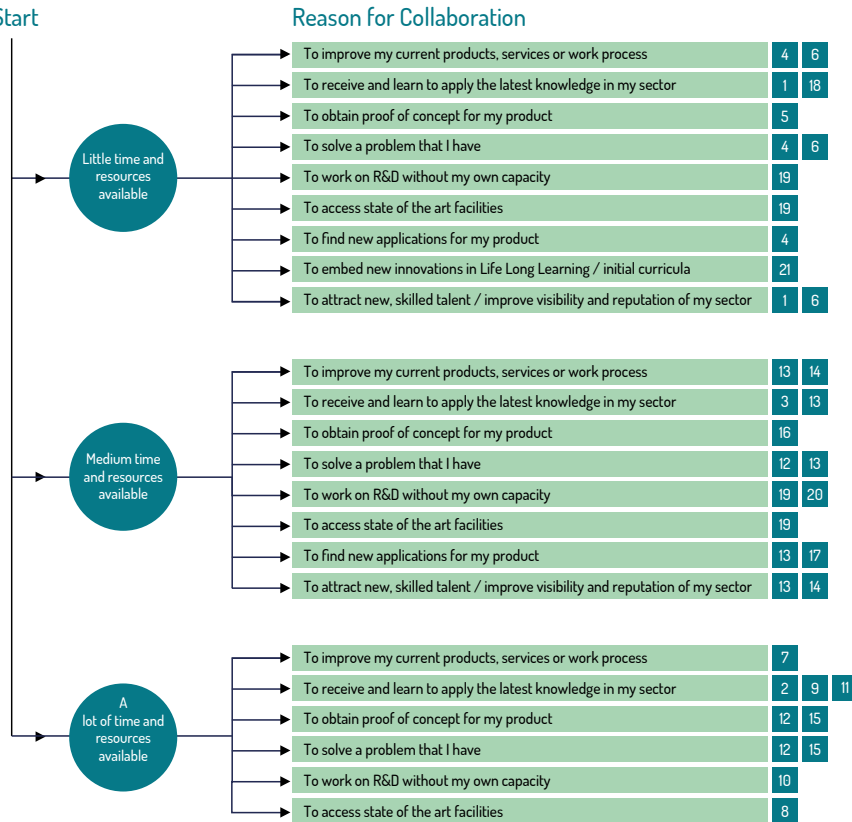 Start
Reason for Collaboration
Little time and
resources
available
To improve my current products, services or work process 4 6
To receive and learn to apply the latest knowledge in my sector 1 18
To obtain proof of concept for my product 5
To solve a problem that I have 4 6
To work on R&D without my own capacity 19
To access state of the art facilities 19
To find new applications for my product 4
To embed new innovations in Life Long Learning / initial curricula 21
To attract new, skilled talent / improve visibility and reputation of my sector 1 6
Medium time
and resources
available
To improve my current products, services or work process 13 14
To receive and learn to apply the latest knowledge in my sector 3 13
To obtain proof of concept for my product 16
To solve a problem that I have 12 13
To work on R&D without my own capacity 19 20
To access state of the art facilities 19
To find new applications for my product 13 17
To attract new, skilled talent / improve visibility and reputation of my sector 13 14
A
lot of time and
resources
available
To improve my current products, services or work process 7
To receive and learn to apply the latest knowledge in my sector 2 9 11
To obtain proof of concept for my product 12 15
To solve a problem that I have 12 15
To work on R&D without my own capacity 10
To access state of the art facilities 8